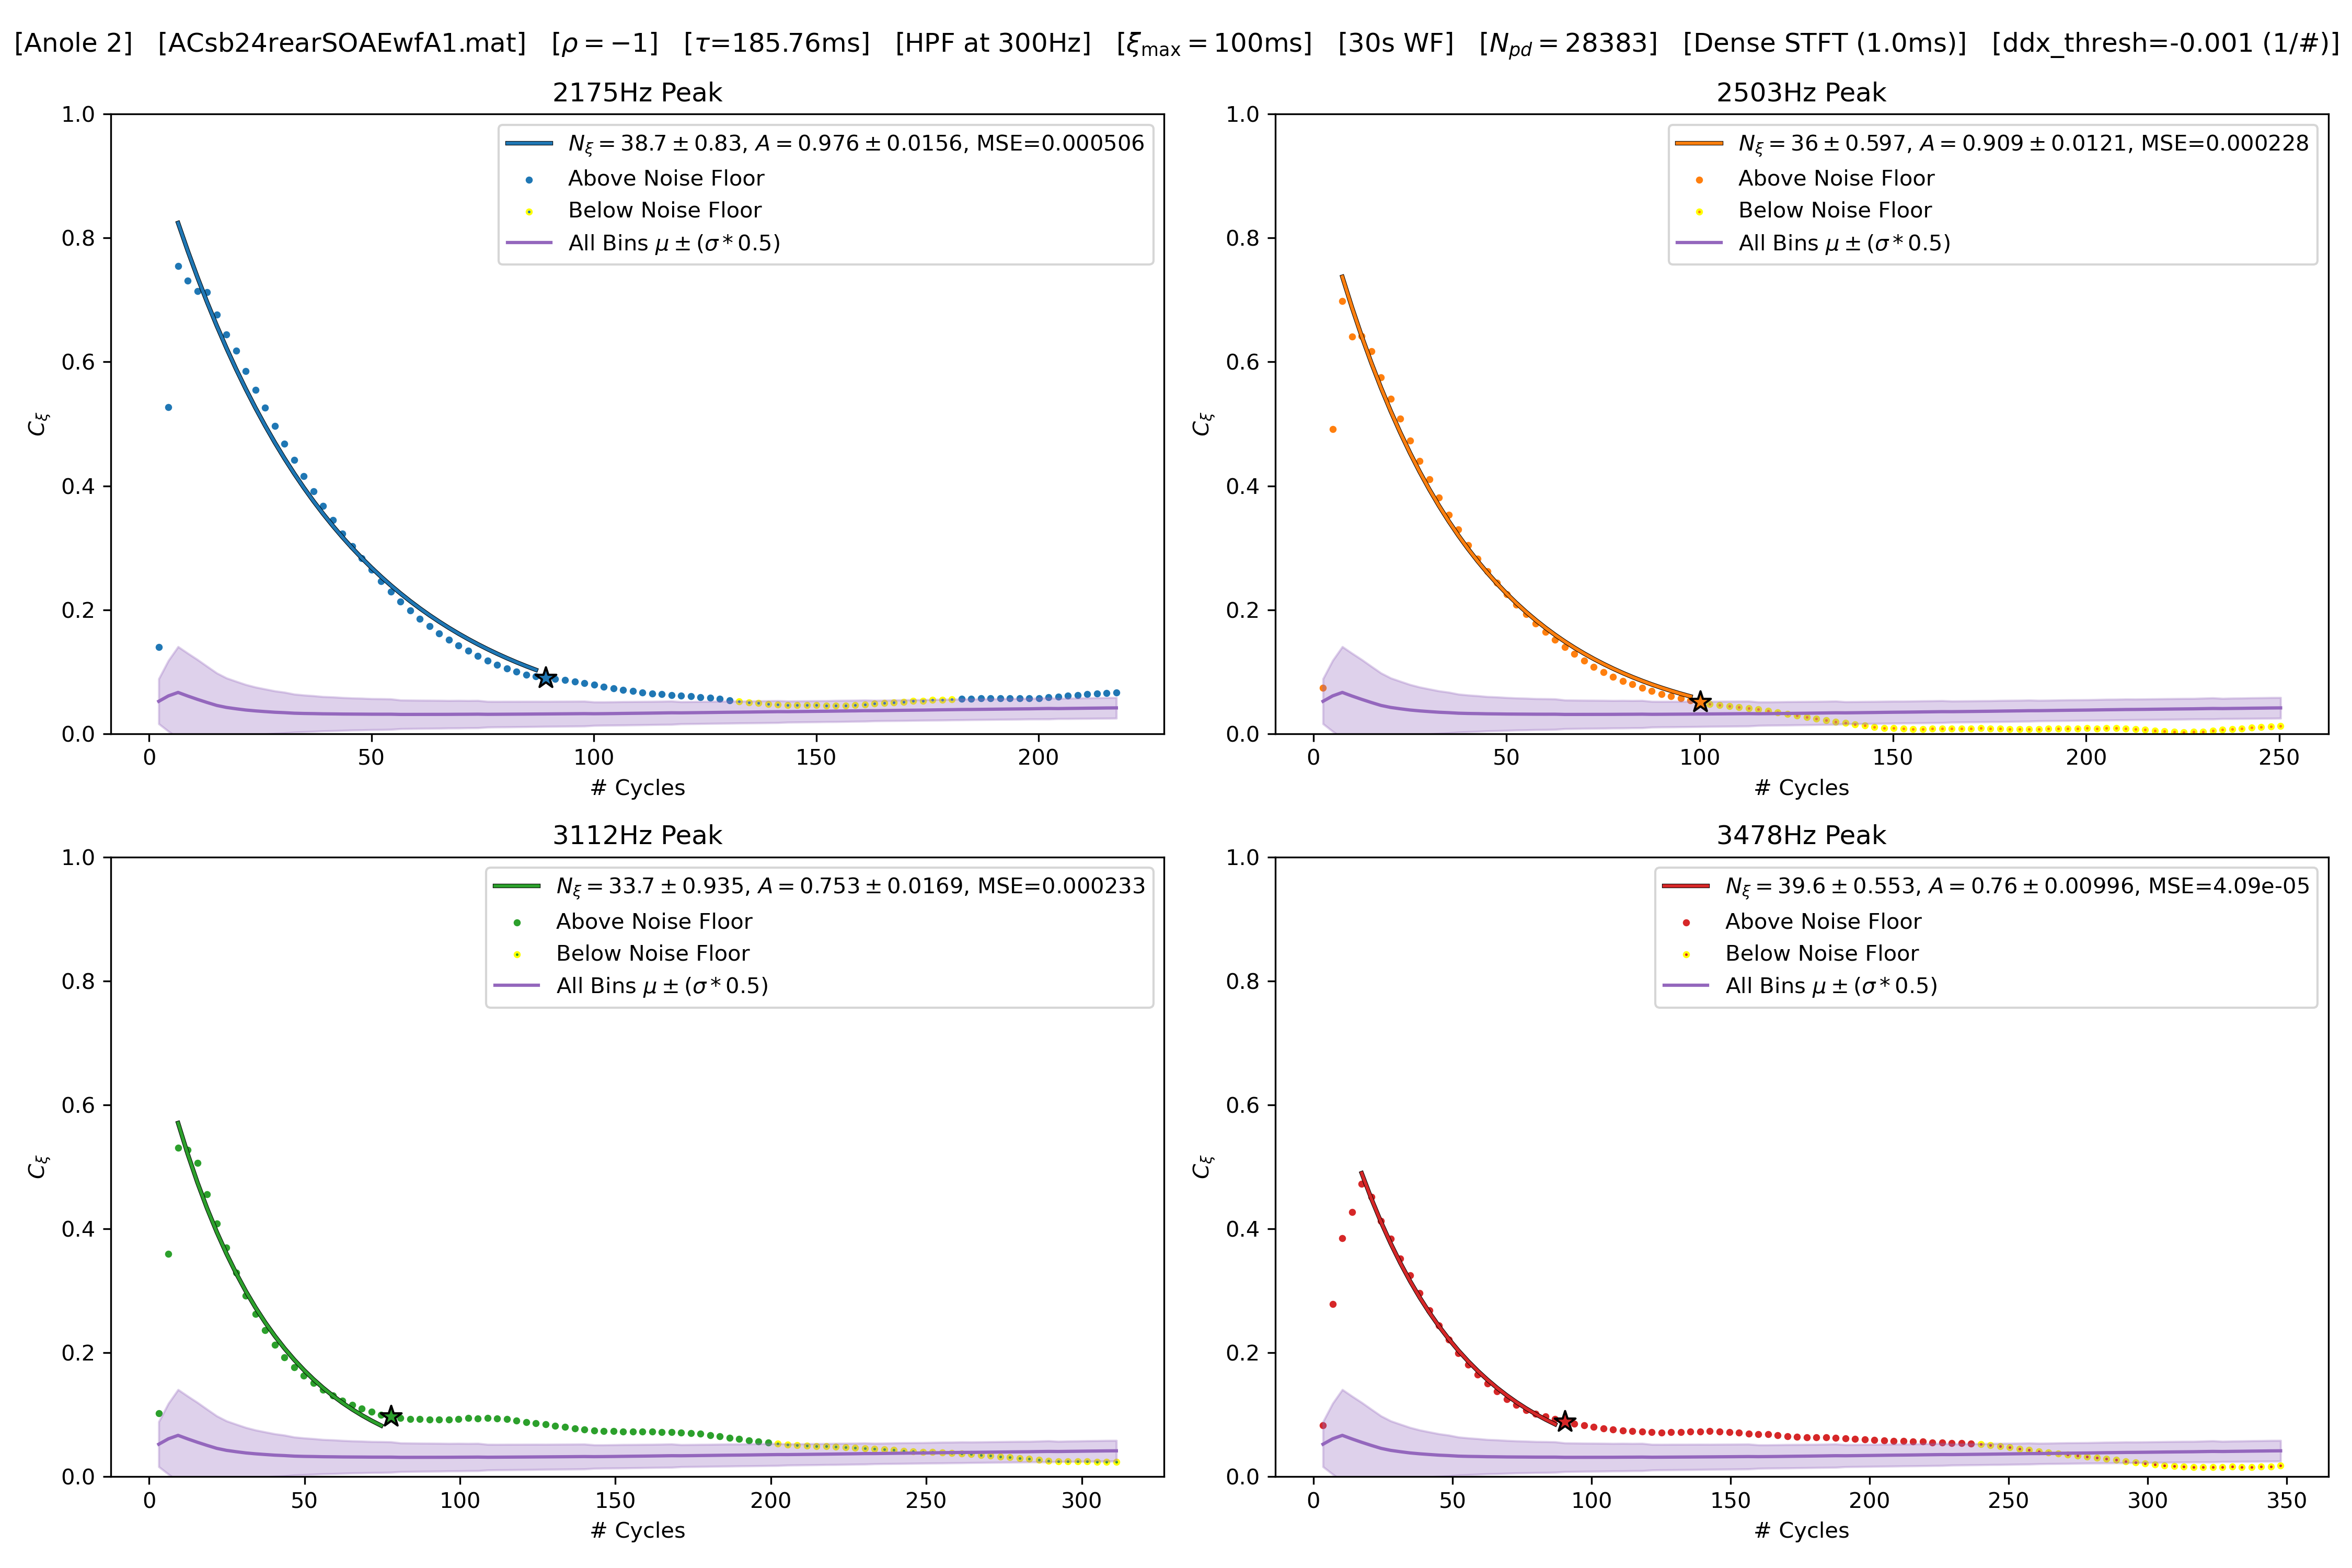 [Anole 2] [ACsb24rearSOAEwfA1.mat] [ρ = −1] [τ=185.76ms] [HPF at 300Hz] [ξmax = 100ms] [30s WF] [Npd = 28383] [Dense STFT (1.0ms)] [ddx_thresh=-0.001 (1/#)]
2175Hz Peak
Nξ = 38.7 ± 0.83, A = 0.976 ± 0.0156, MSE=0.000506
Above Noise Floor
Below Noise Floor
All Bins μ ± (σ * 0.5)
1.0
0.8
0.6
0.4
0.2
0.0
Cξ
0 50 100 150 200
# Cycles
2503Hz Peak
Nξ = 36 ± 0.597, A = 0.909 ± 0.0121, MSE=0.000228
Above Noise Floor
Below Noise Floor
All Bins μ ± (σ * 0.5)
1.0
0.8
0.6
0.4
0.2
0.0
Cξ
0 50 100 150 200 250
# Cycles
3112Hz Peak
Nξ = 33.7 ± 0.935, A = 0.753 ± 0.0169, MSE=0.000233
Above Noise Floor
Below Noise Floor
All Bins μ ± (σ * 0.5)
1.0
0.8
0.6
0.4
0.2
0.0
Cξ
0 50 100 150 200 250 300
# Cycles
3478Hz Peak
Nξ = 39.6 ± 0.553, A = 0.76 ± 0.00996, MSE=4.09e-05
Above Noise Floor
Below Noise Floor
All Bins μ ± (σ * 0.5)
1.0
0.8
0.6
0.4
0.2
0.0
Cξ
0 50 100 150 200 250 300 350
# Cycles